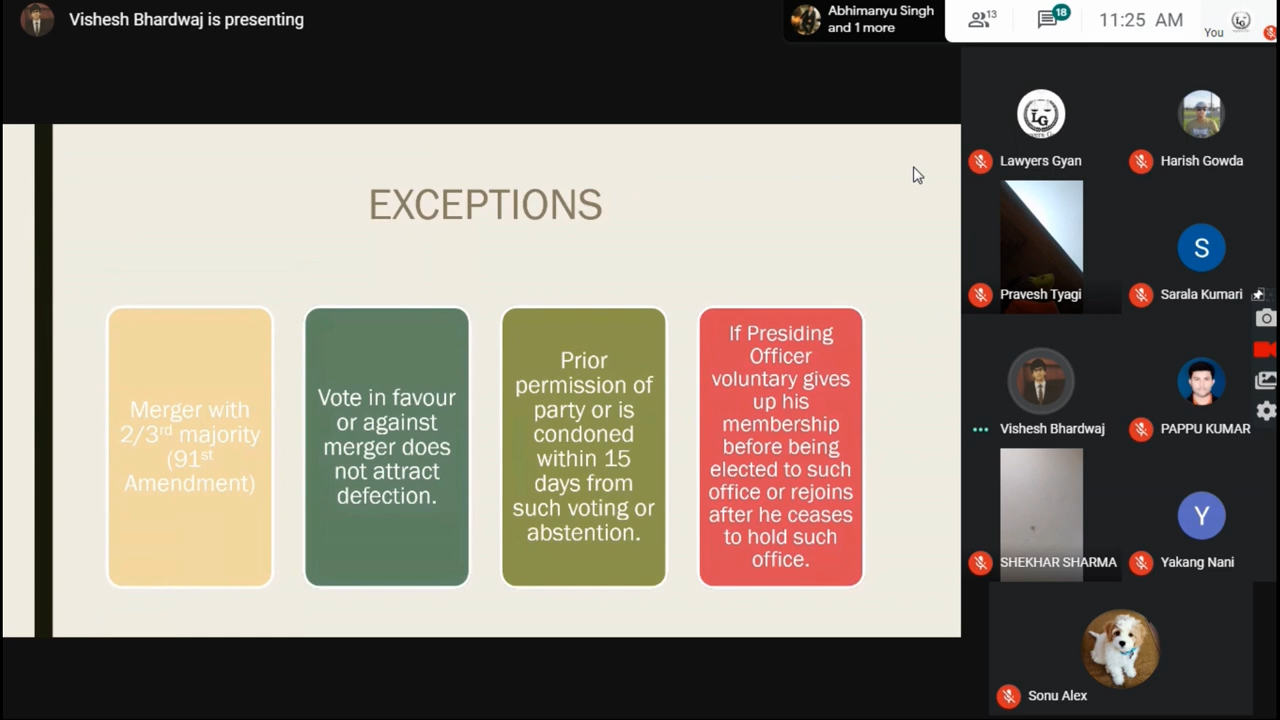 Vishesh Bhardwaj is presenting
Abhimanyu Singh
and 1 more
13
18
11:25 AM
You
EXCEPTIONS
Merger with
2/3rd majority
(91st
Amendment)
Vote in favour
or against
merger does
not attract
defection.
Prior
permission of
party or is
condoned
within 15
days from
such voting or
abstention.
If Presiding
Officer
voluntary gives
up his
membership
before being
elected to such
office or rejoins
after he ceases
to hold such
office.
LG
Lawyers Gyan
Harish Gowda
Pravesh Tyagi
S
Sarala Kumari
Vishesh Bhardwaj
PAPPU KUMAR
SHEKHAR SHARMA
Y
Yakang Nani
Sonu Alex